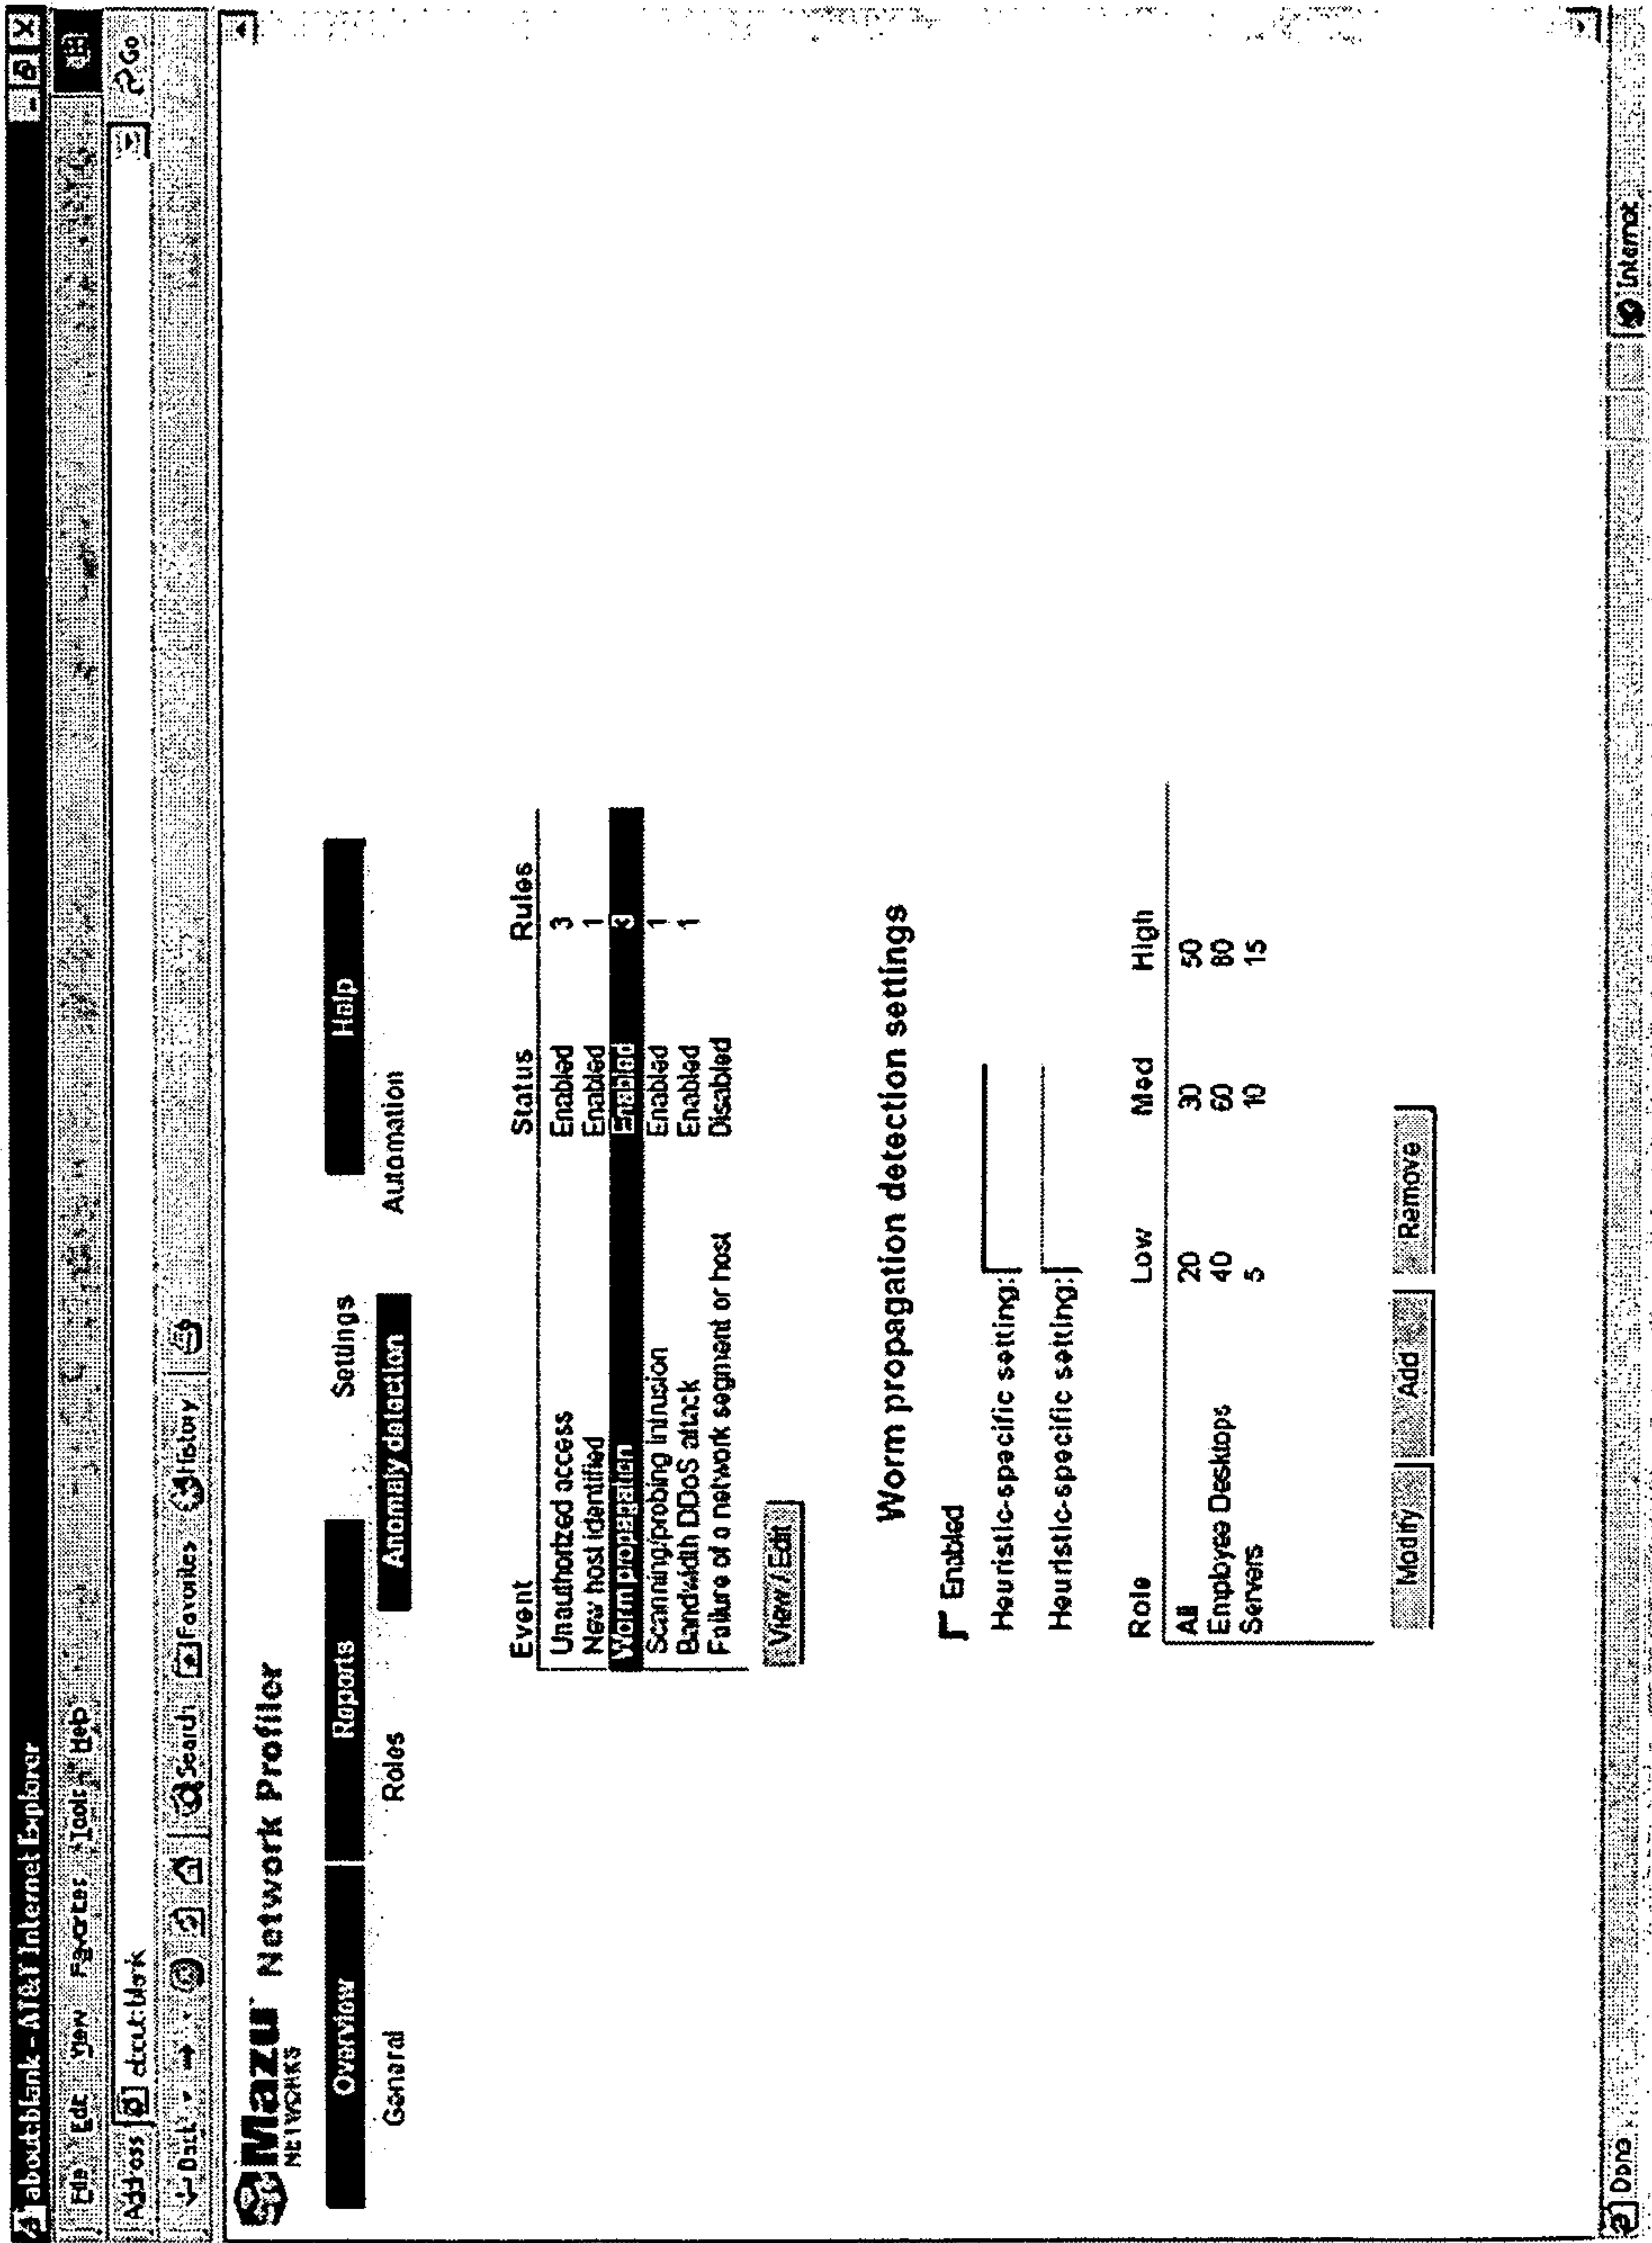 about:blank - AT&T Internet Explorer
File Edit View Favorites Tools Help
Address about:blank Go
Back Search Favorites History
Mazu Network Profiler
NETWORKS
Overview Reports Settings Help
General Roles Anomaly detection Automation
Event Status Rules
Unauthorized access Enabled 3
New host identified Enabled 1
Worm propagation Enabled 3
Scanning/probing intrusion Enabled 1
Bandwidth DDoS attack Enabled 1
Failure of a network segment or host Disabled
View / Edit
Worm propagation detection settings
Enabled
Heuristic-specific setting:
Heuristic-specific setting:
Role Low Med High
All 20 30 50
Employee Desktops 40 60 80
Servers 5 10 15
Modify Add Remove
Done Internet